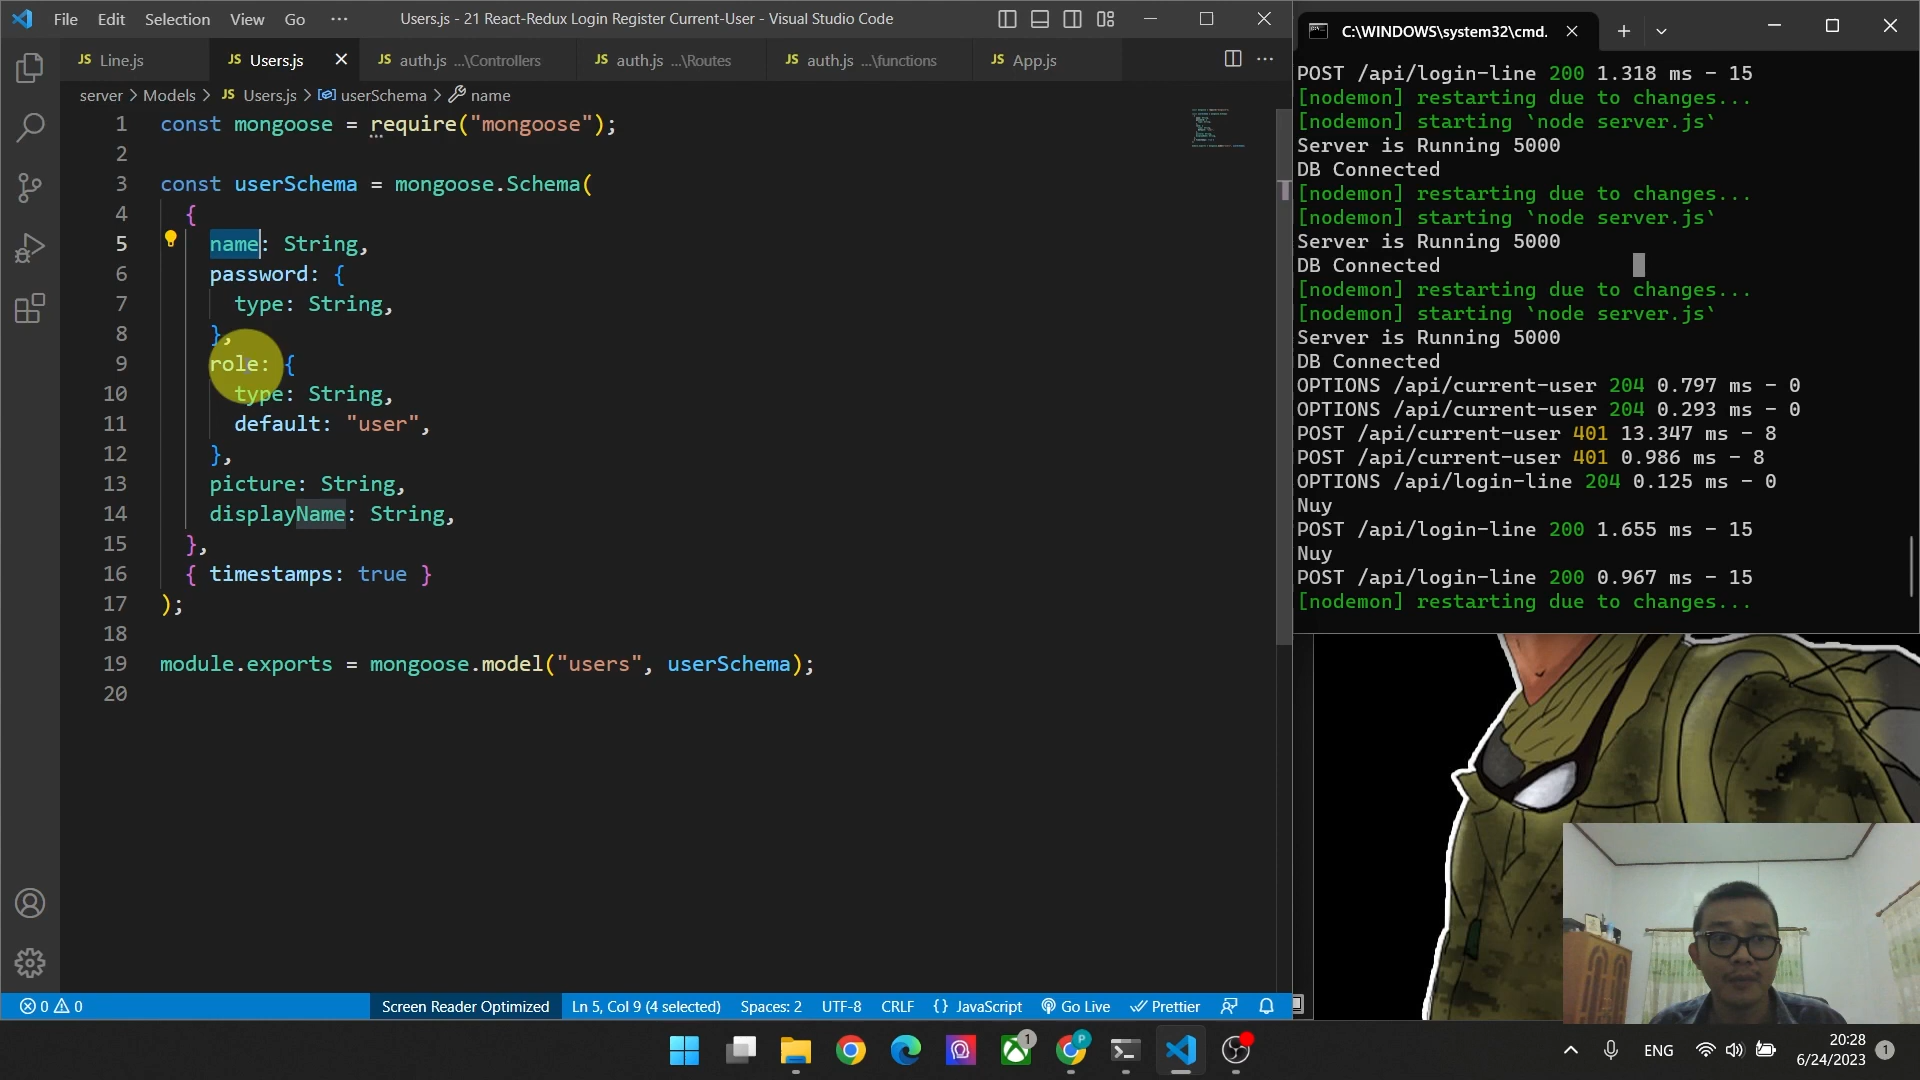 File Edit Selection View Go ··· Users.js - 21 React-Redux Login Register Current-User - Visual Studio Code
JS Line.js JS Users.js JS auth.js ...\Controllers JS auth.js ...\Routes JS auth.js ...\functions JS App.js
server > Models > JS Users.js > userSchema > name
1 const mongoose = require("mongoose");
2
3 const userSchema = mongoose.Schema(
4 {
5 name: String,
6 password: {
7 type: String,
8 },
9 role: {
10 type: String,
11 default: "user",
12 },
13 picture: String,
14 displayName: String,
15 },
16 { timestamps: true }
17 );
18
19 module.exports = mongoose.model("users", userSchema);
20
0 0 Screen Reader Optimized Ln 5, Col 9 (4 selected) Spaces: 2 UTF-8 CRLF {} JavaScript Go Live Prettier
C:\WINDOWS\system32\cmd.
POST /api/login-line 200 1.318 ms - 15
[nodemon] restarting due to changes...
[nodemon] starting `node server.js`
Server is Running 5000
DB Connected
[nodemon] restarting due to changes...
[nodemon] starting `node server.js`
Server is Running 5000
DB Connected
[nodemon] restarting due to changes...
[nodemon] starting `node server.js`
Server is Running 5000
DB Connected
OPTIONS /api/current-user 204 0.797 ms - 0
OPTIONS /api/current-user 204 0.293 ms - 0
POST /api/current-user 401 13.347 ms - 8
POST /api/current-user 401 0.986 ms - 8
OPTIONS /api/login-line 204 0.125 ms - 0
Nuy
POST /api/login-line 200 1.655 ms - 15
Nuy
POST /api/login-line 200 0.967 ms - 15
[nodemon] restarting due to changes...
1 P ENG 20:28 1
6/24/2023